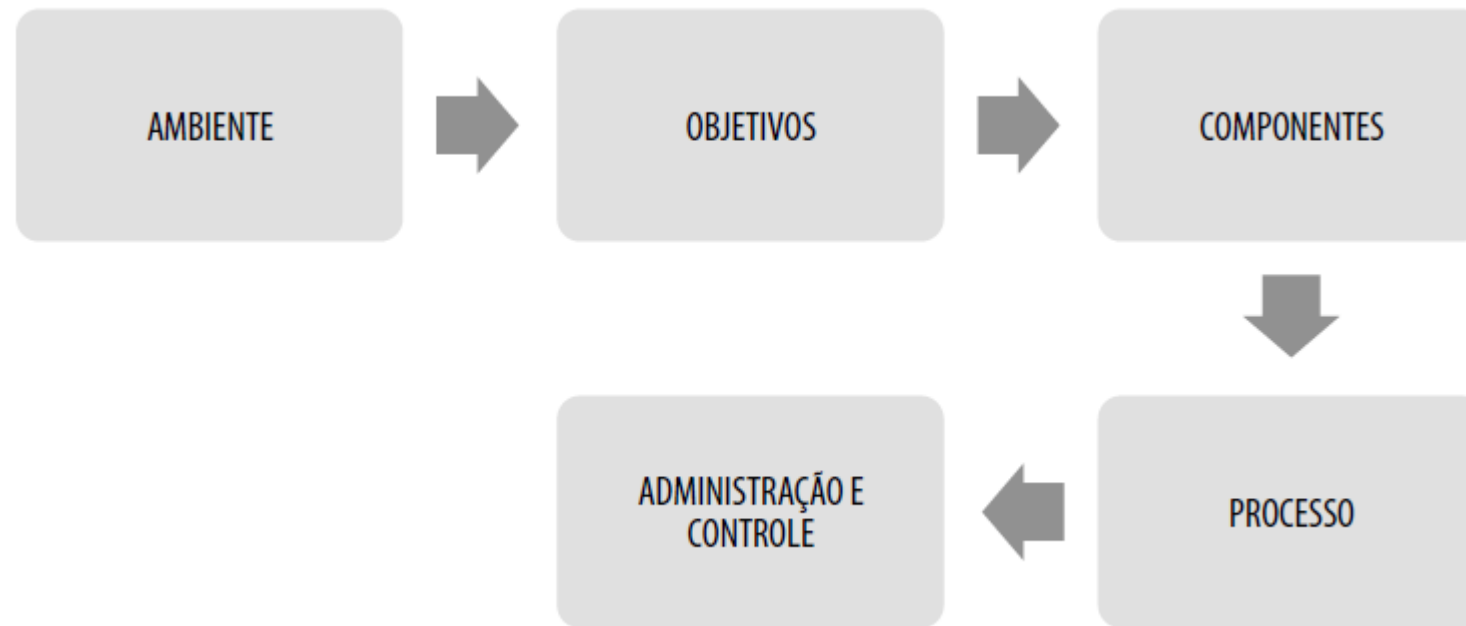 AMBIENTE
OBJETIVOS
COMPONENTES
PROCESSO
ADMINISTRAÇÃO E
CONTROLE